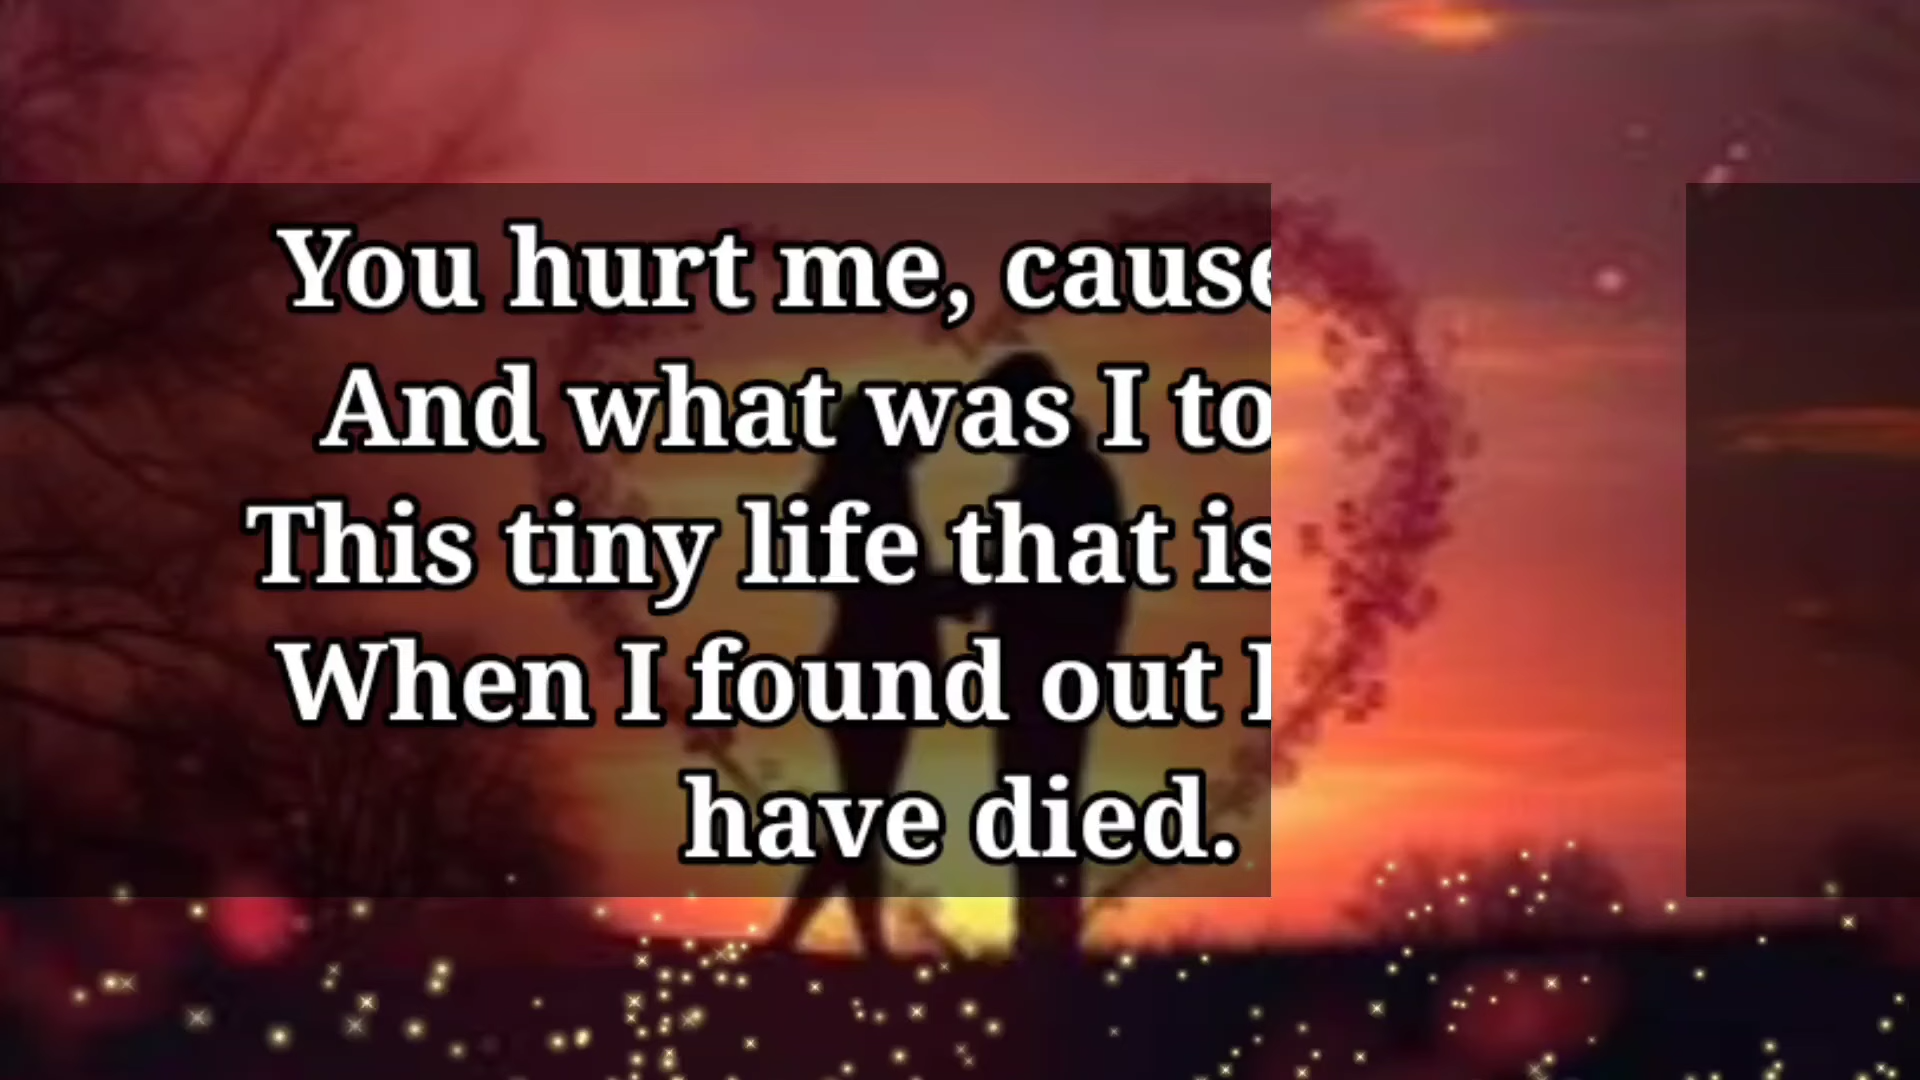 You hurt me, cause
And what was I to
This tiny life that is
When I found out
have died.